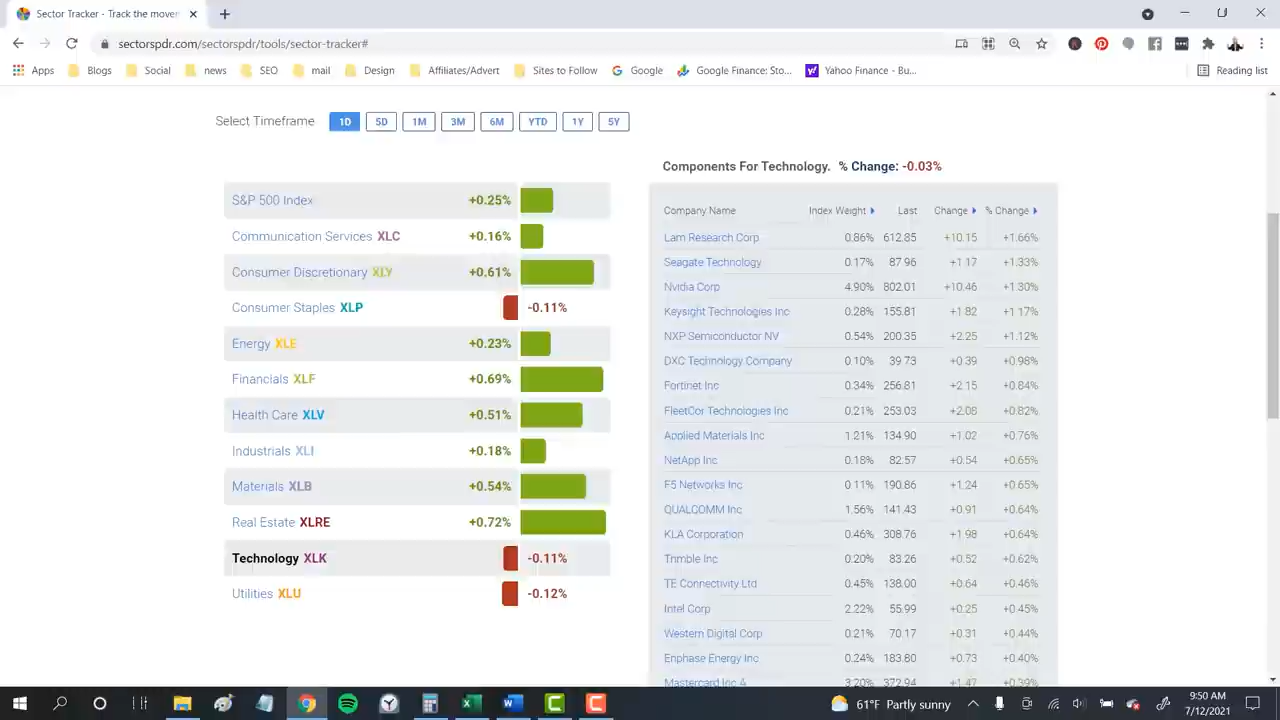 Sector Tracker - Track the mover
sectorspdr.com/sectorspdr/tools/sector-tracker#
Apps Blogs Social news SEO mail Design Affiliates/Advert Sites to Follow Google Google Finance: Sto... Yahoo Finance - Bu... Reading list
Select Timeframe 1D 5D 1M 3M 6M YTD 1Y 5Y
Components For Technology. % Change: -0.03%
S&P 500 Index +0.25%
Communication Services XLC +0.16%
Consumer Discretionary XLY +0.61%
Consumer Staples XLP -0.11%
Energy XLE +0.23%
Financials XLF +0.69%
Health Care XLV +0.51%
Industrials XLI +0.18%
Materials XLB +0.54%
Real Estate XLRE +0.72%
Technology XLK -0.11%
Utilities XLU -0.12%
Company Name Index Weight Last Change % Change
Lam Research Corp 0.86% 612.85 +10.15 +1.66%
Seagate Technology 0.17% 87.96 +1.17 +1.33%
Nvidia Corp 4.90% 802.01 +10.46 +1.30%
Keysight Technologies Inc 0.28% 155.81 +1.82 +1.17%
NXP Semiconductor NV 0.54% 200.35 +2.25 +1.12%
DXC Technology Company 0.10% 39.73 +0.39 +0.98%
Fortinet Inc 0.34% 256.81 +2.15 +0.84%
FleetCor Technologies Inc 0.21% 253.03 +2.08 +0.82%
Applied Materials Inc 1.21% 134.90 +1.02 +0.76%
NetApp Inc 0.18% 82.57 +0.54 +0.65%
F5 Networks Inc 0.11% 190.86 +1.24 +0.65%
QUALCOMM Inc 1.56% 141.43 +0.91 +0.64%
KLA Corporation 0.46% 308.76 +1.98 +0.64%
Trimble Inc 0.20% 83.26 +0.52 +0.62%
TE Connectivity Ltd 0.45% 138.00 +0.64 +0.46%
Intel Corp 2.22% 55.99 +0.25 +0.45%
Western Digital Corp 0.21% 70.17 +0.31 +0.44%
Enphase Energy Inc 0.24% 183.80 +0.73 +0.40%
Mastercard Inc A 3.20% 372.94 +1.47 +0.39%
61°F Partly sunny
9:50 AM
7/12/2021